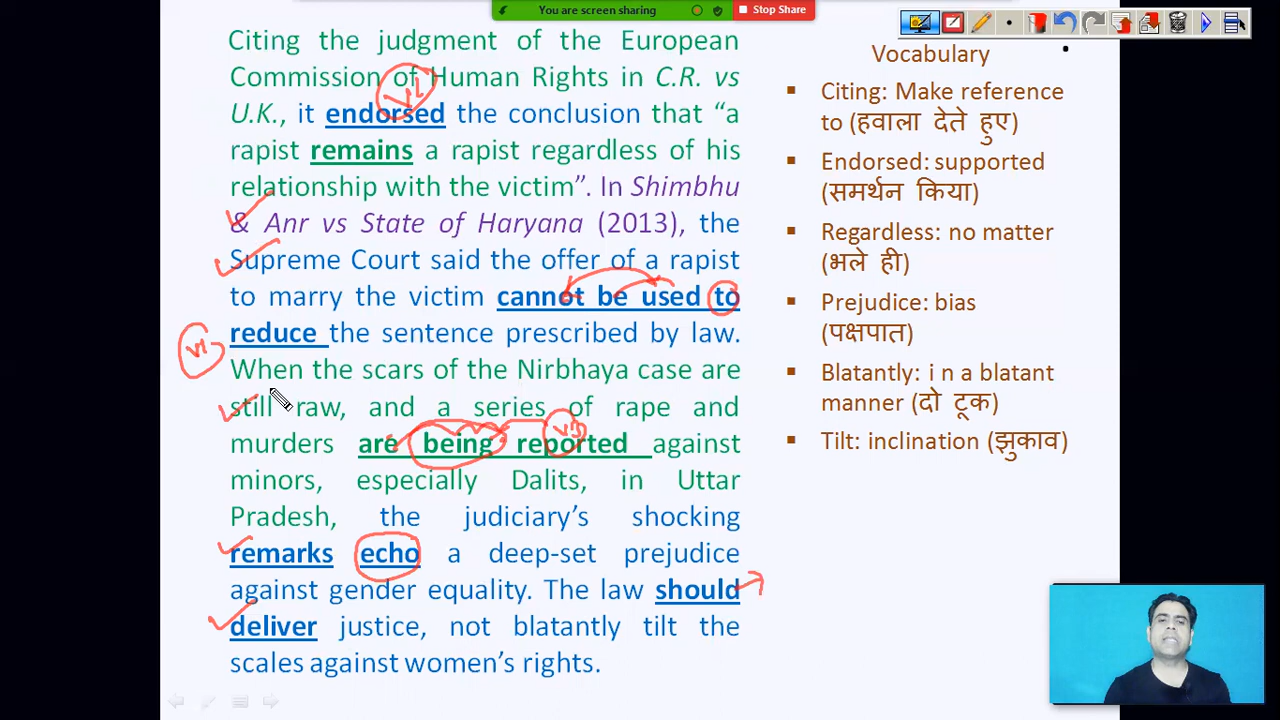 You are screen sharing
Stop Share
Citing the judgment of the European
Commission of Human Rights in C.R. vs
U.K., it endorsed the conclusion that “a
rapist remains a rapist regardless of his
relationship with the victim”. In Shimbhu
& Anr vs State of Haryana (2013), the
Supreme Court said the offer of a rapist
to marry the victim cannot be used to
reduce the sentence prescribed by law.
When the scars of the Nirbhaya case are
still raw, and a series of rape and
murders are being reported against
minors, especially Dalits, in Uttar
Pradesh, the judiciary’s shocking
remarks echo a deep-set prejudice
against gender equality. The law should
deliver justice, not blatantly tilt the
scales against women’s rights.
V1
V1
V3
Vocabulary
▪ Citing: Make reference
to (हवाला देते हुए)
▪ Endorsed: supported
(समर्थन किया)
▪ Regardless: no matter
(भले ही)
▪ Prejudice: bias
(पक्षपात)
▪ Blatantly: i n a blatant
manner (दो टूक)
▪ Tilt: inclination (झुकाव)